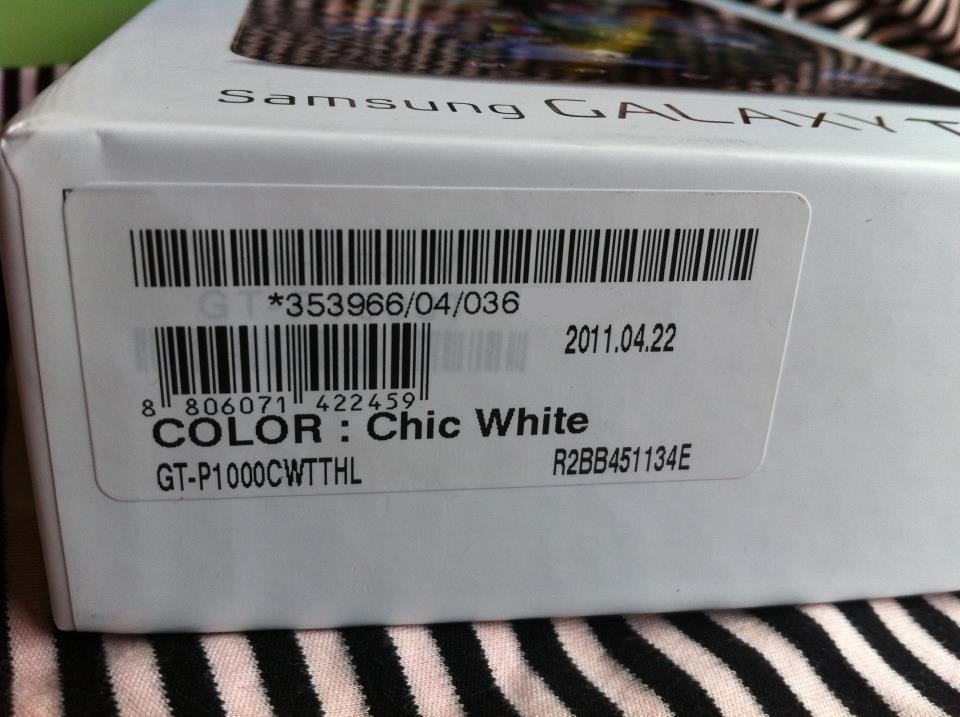 Samsung GALAXY T
*353966/04/036
2011.04.22
8 806071 422459
COLOR : Chic White
GT-P1000CWTTHL
R2BB451134E